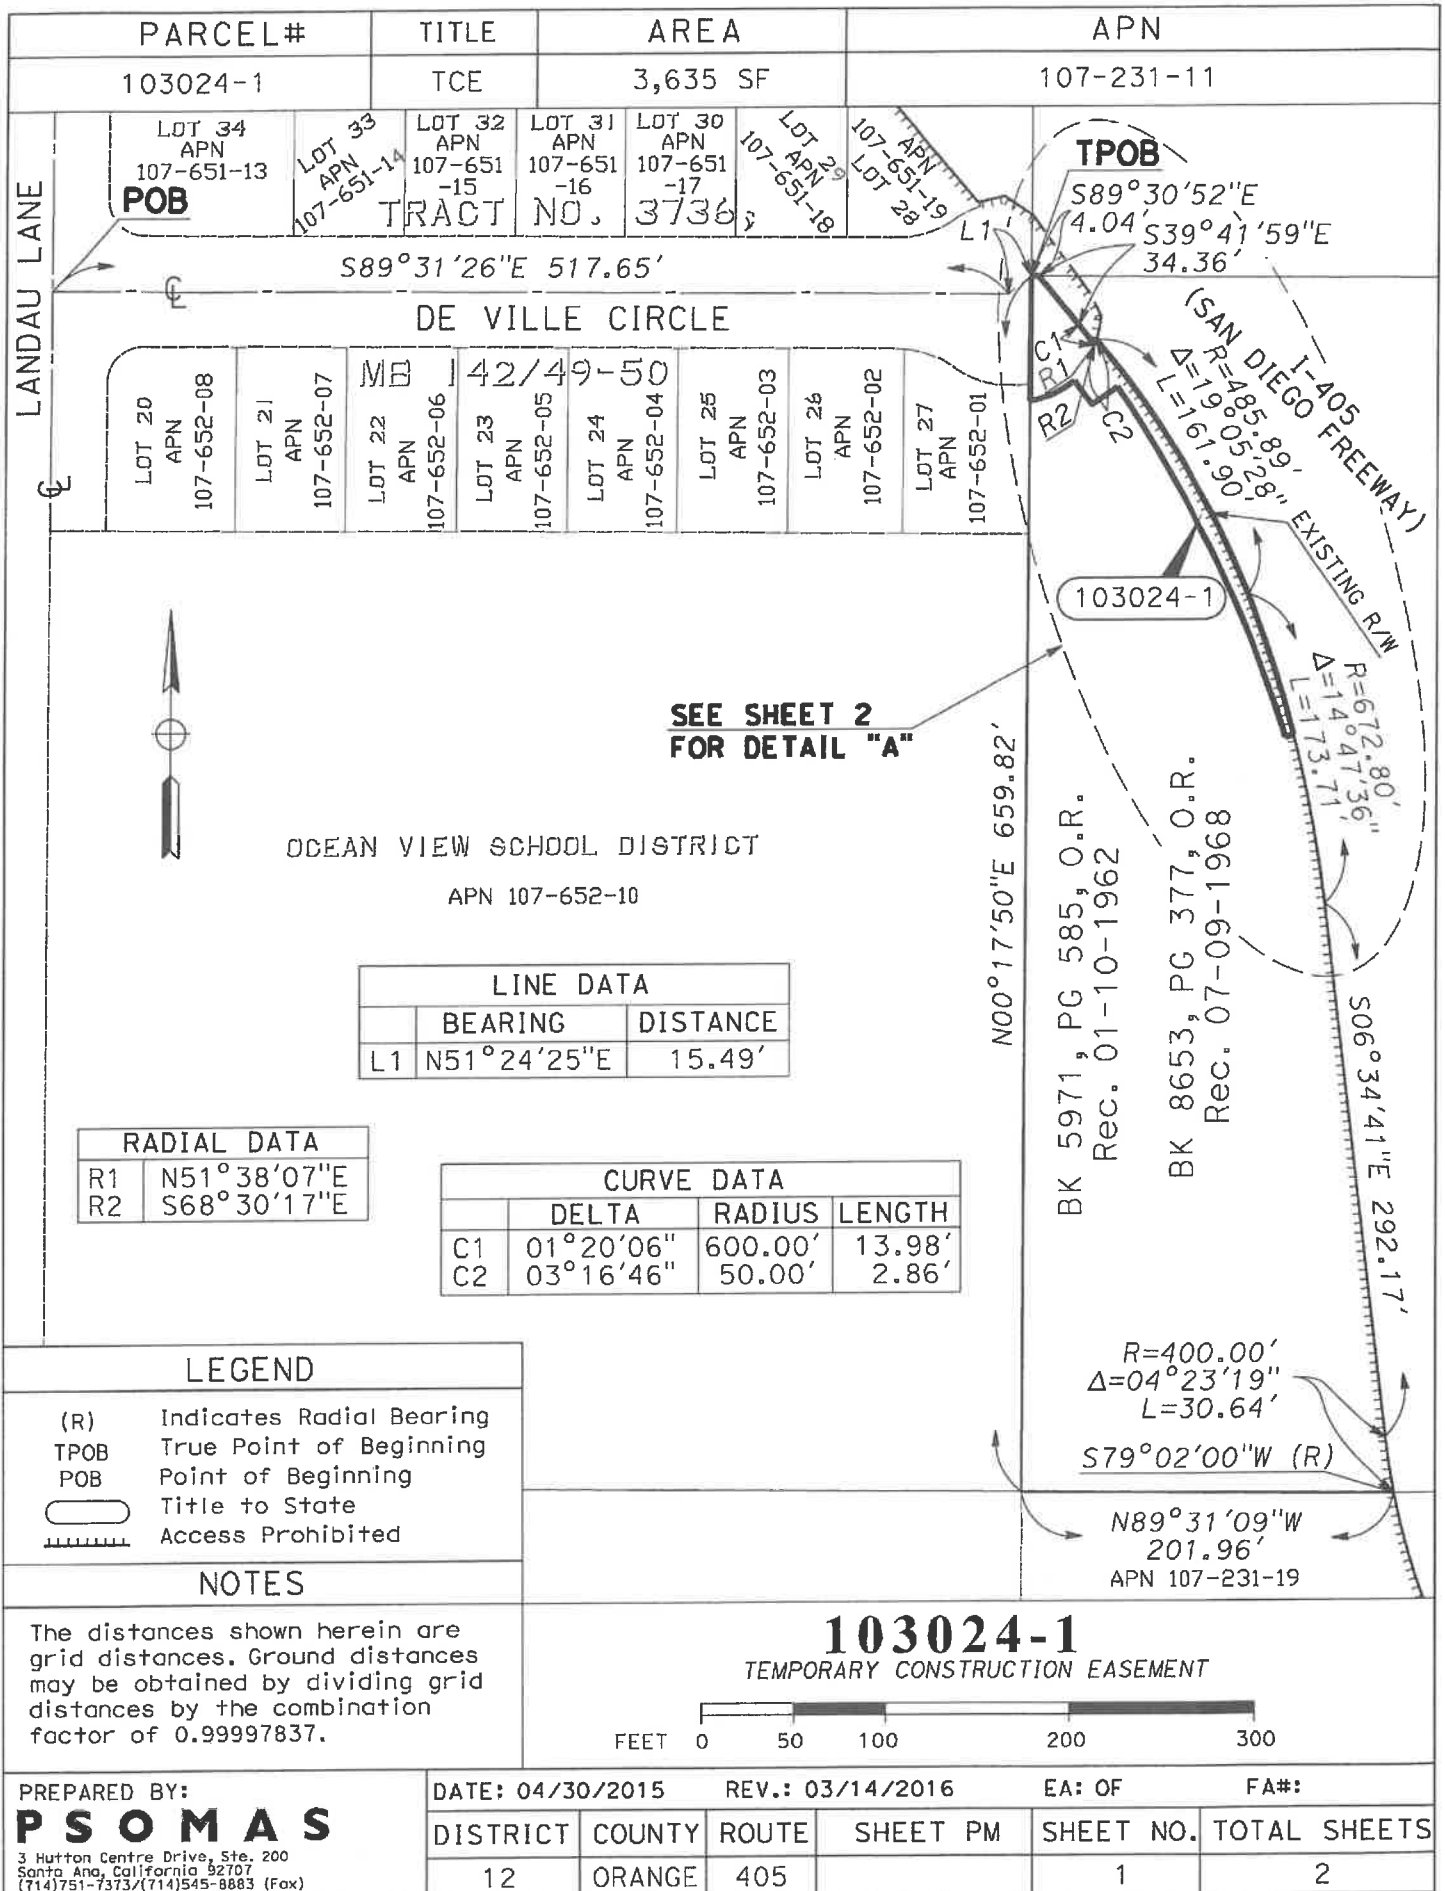 PARCEL# TITLE AREA APN
103024-1 TCE 3,635 SF 107-231-11
LANDAU LANE
POB
LOT 34
APN
107-651-13
LOT 33
APN
107-651-14
LOT 32
APN
107-651
-15
LOT 31
APN
107-651
-16
LOT 30
APN
107-651
-17
LOT 29
APN
107-651-18
APN
107-651-19
LOT 28
TRACT NO. 3736,
TPOB
S89°30'52"E
4.04'
S39°41'59"E
34.36'
L1
S89°31'26"E 517.65'
DE VILLE CIRCLE
MB 142/49-50
LOT 20
APN
107-652-08
LOT 21
APN
107-652-07
LOT 22
APN
107-652-06
LOT 23
APN
107-652-05
LOT 24
APN
107-652-04
LOT 25
APN
107-652-03
LOT 26
APN
107-652-02
LOT 27
APN
107-652-01
C1
R1
R2
C2
I-405
(SAN DIEGO FREEWAY)
R=485.89'
Δ=19°05'28"
L=161.90'
EXISTING R/W
103024-1
R=672.80'
Δ=14°47'36"
L=173.71'
SEE SHEET 2
FOR DETAIL "A"
N00°17'50"E 659.82'
BK 5971, PG 585, O.R.
Rec. 01-10-1962
BK 8653, PG 377, O.R.
Rec. 07-09-1968
S06°34'41"E 292.17'
OCEAN VIEW SCHOOL DISTRICT
APN 107-652-10
LINE DATA
BEARING DISTANCE
L1 N51°24'25"E 15.49'
RADIAL DATA
R1 N51°38'07"E
R2 S68°30'17"E
CURVE DATA
DELTA RADIUS LENGTH
C1 01°20'06" 600.00' 13.98'
C2 03°16'46" 50.00' 2.86'
R=400.00'
Δ=04°23'19"
L=30.64'
S79°02'00"W (R)
N89°31'09"W
201.96'
APN 107-231-19
LEGEND
(R) Indicates Radial Bearing
TPOB True Point of Beginning
POB Point of Beginning
Title to State
Access Prohibited
NOTES
The distances shown herein are
grid distances. Ground distances
may be obtained by dividing grid
distances by the combination
factor of 0.99997837.
103024-1
TEMPORARY CONSTRUCTION EASEMENT
FEET 0 50 100 200 300
PREPARED BY:
PSOMAS
3 Hutton Centre Drive, Ste. 200
Santa Ana, California 92707
(714)751-7373/(714)545-8883 (Fax)
DATE: 04/30/2015 REV.: 03/14/2016 EA: OF FA#:
DISTRICT COUNTY ROUTE SHEET PM SHEET NO. TOTAL SHEETS
12 ORANGE 405 1 2